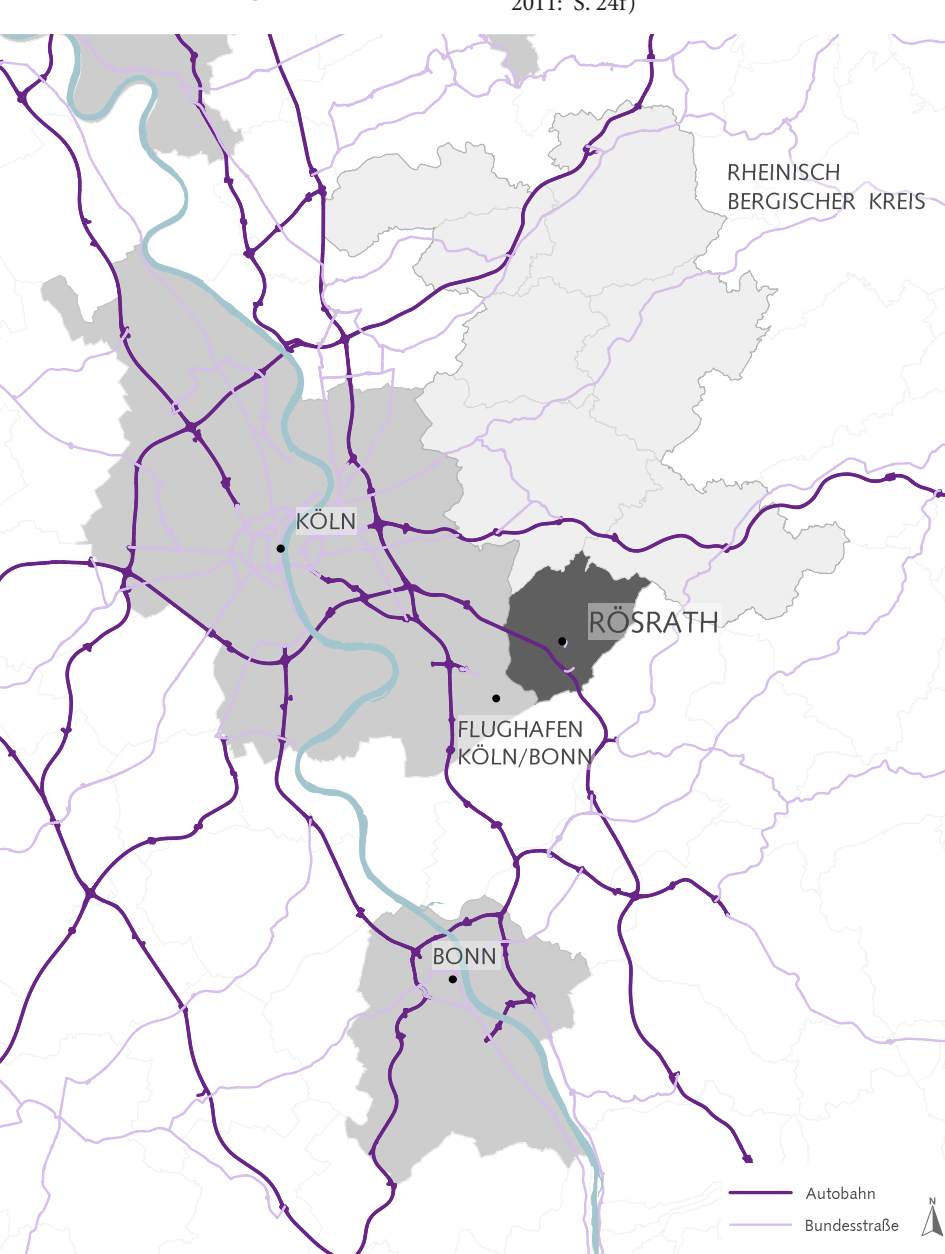 2011: S. 24f)
RHEINISCH
BERGISCHER KREIS
KÖLN
RÖSRATH
FLUGHAFEN
KÖLN/BONN
BONN
Autobahn
N
Bundesstraße